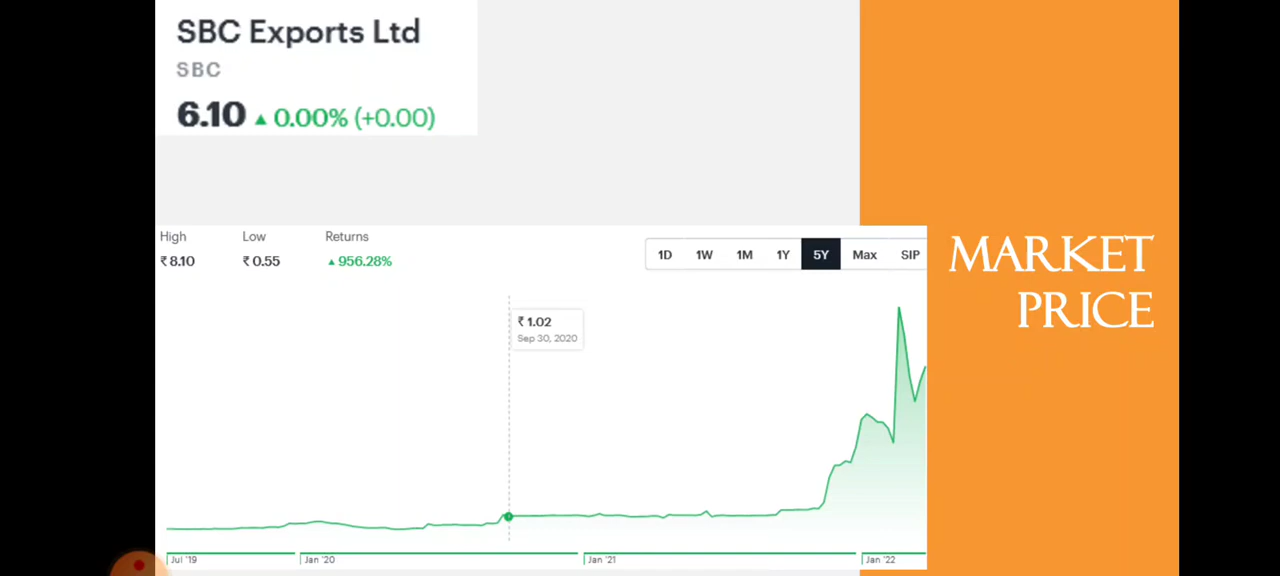 SBC Exports Ltd
SBC
6.10 ▲ 0.00% (+0.00)
High Low Returns
₹8.10 ₹0.55 ▲956.28%
1D 1W 1M 1Y 5Y Max SIP
MARKET
PRICE
₹1.02
Sep 30, 2020
Jul '19 Jan '20 Jan '21 Jan '22